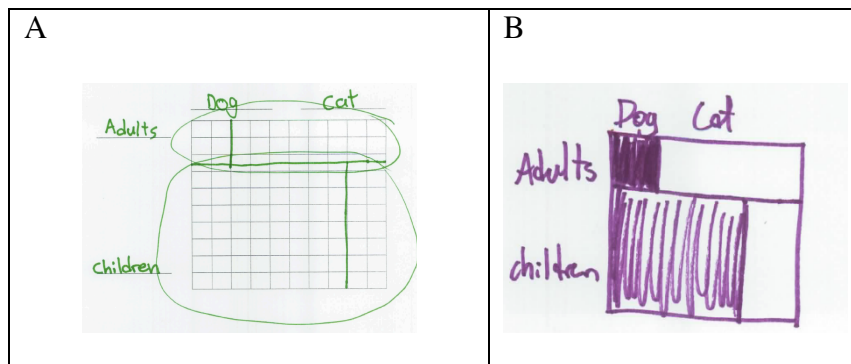 A
Dog Cat
Adults
children
B
Dog Cat
Adults
children